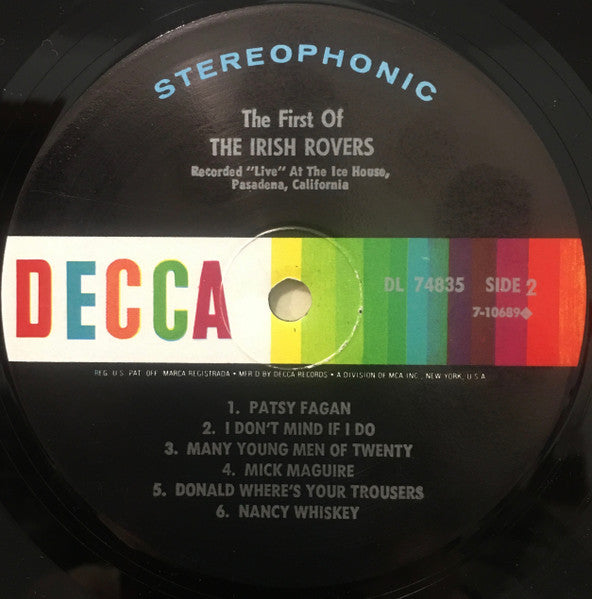 STEREOPHONIC
The First Of
THE IRISH ROVERS
Recorded "Live" At The Ice House,
Pasadena, California
DECCA
DL 74835 SIDE 2
7-10689◆
REG. U.S. PAT. OFF. MARCA REGISTRADA • MFR'D BY DECCA RECORDS • A DIVISION OF MCA INC., NEW YORK, U.S.A.
1. PATSY FAGAN
2. I DON'T MIND IF I DO
3. MANY YOUNG MEN OF TWENTY
4. MICK MAGUIRE
5. DONALD WHERE'S YOUR TROUSERS
6. NANCY WHISKEY